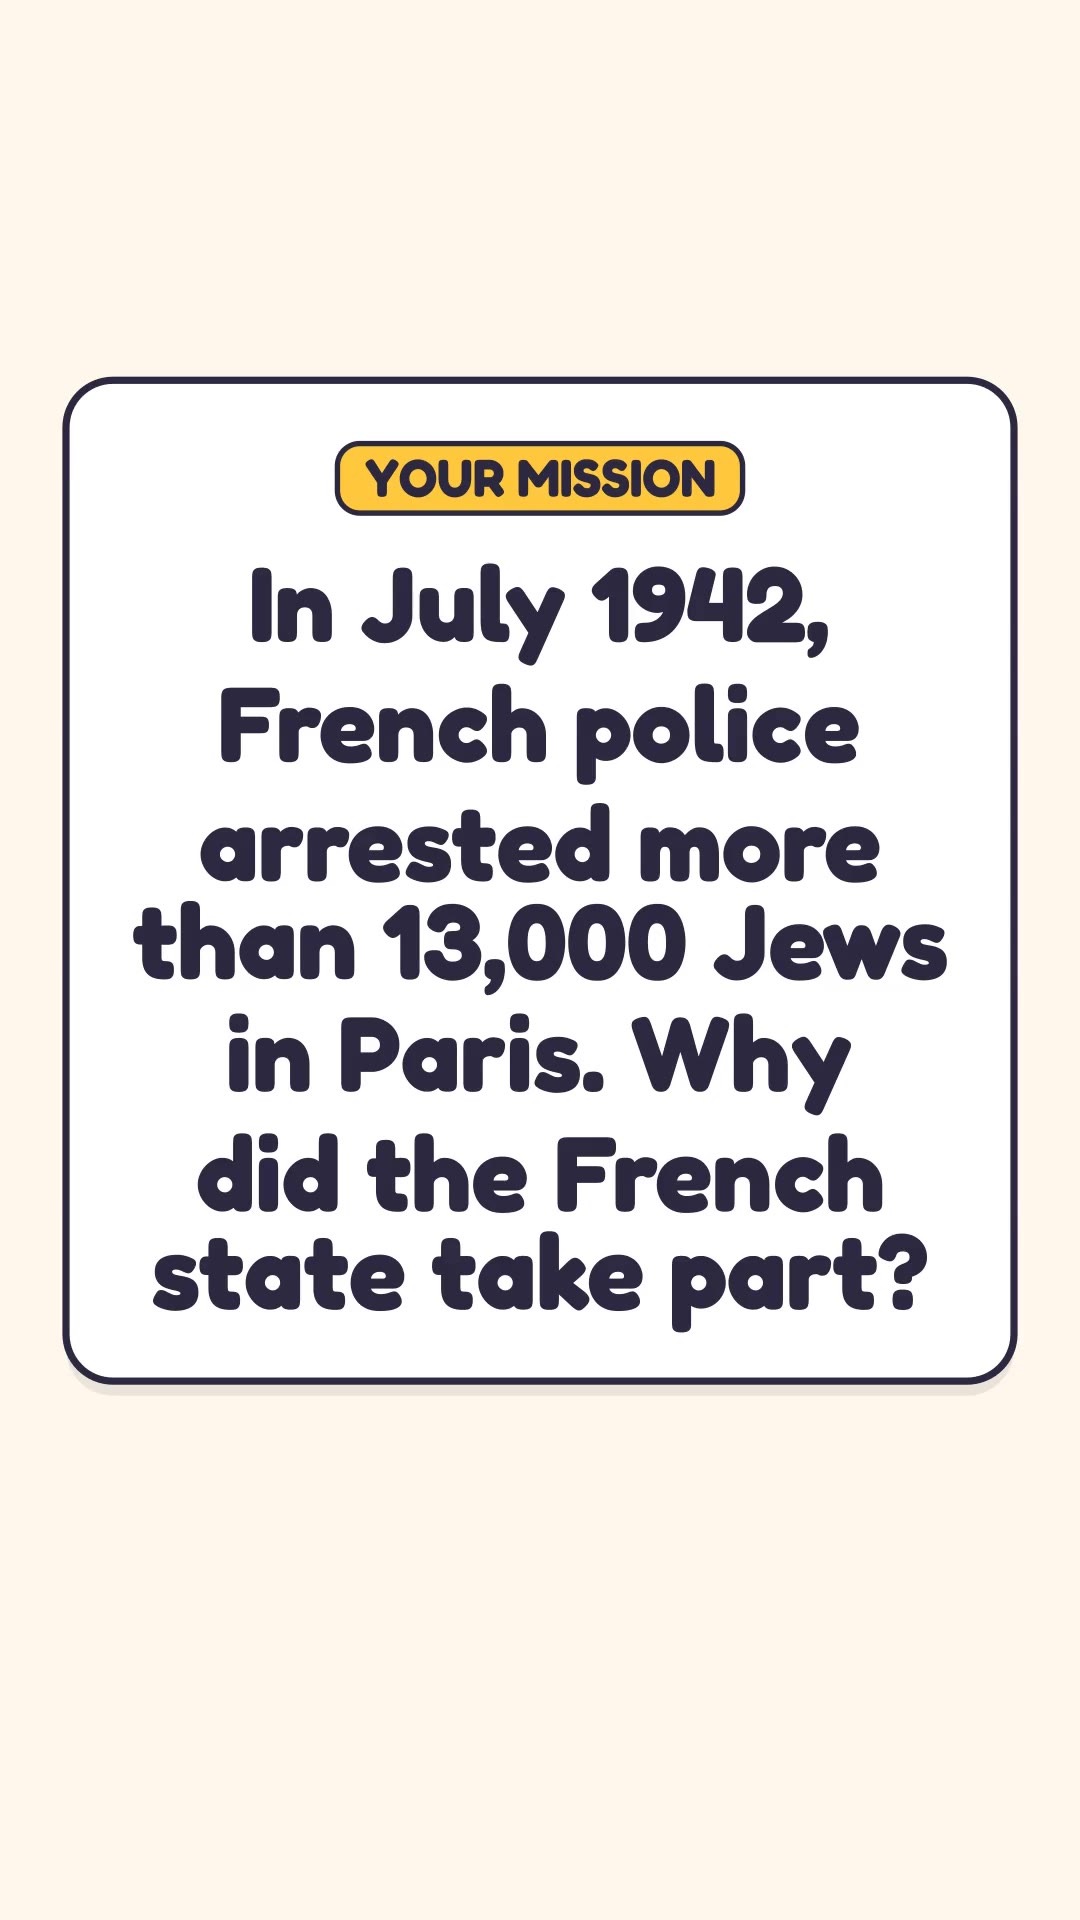 YOUR MISSION
In July 1942,
French police
arrested more
than 13,000 Jews
in Paris. Why
did the French
state take part?